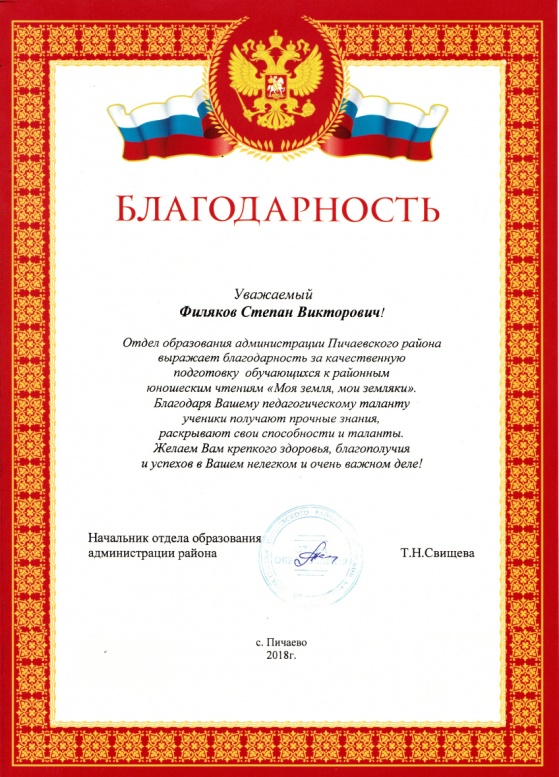 БЛАГОДАРНОСТЬ
Уважаемый
Филяков Степан Викторович!
Отдел образования администрации Пичаевского района
выражает благодарность за качественную
подготовку обучающихся к районным
юношеским чтениям «Моя земля, мои земляки».
Благодаря Вашему педагогическому таланту
ученики получают прочные знания,
раскрывают свои способности и таланты.
Желаем Вам крепкого здоровья, благополучия
и успехов в Вашем нелегком и очень важном деле!
Начальник отдела образования
администрации района
Т.Н.Свищева
с. Пичаево
2018г.